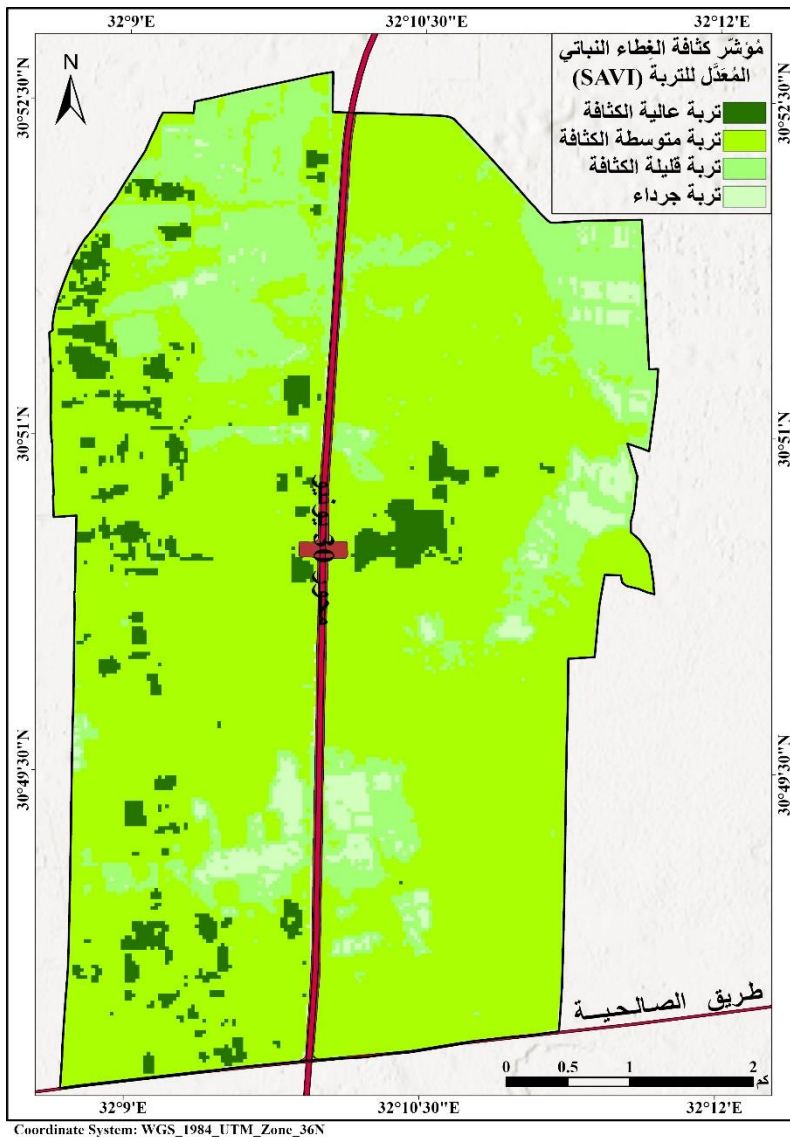 32°9'E 32°10'30"E 32°12'E
N
مُؤشّر كثافة الغِطاء النباتي
المُعَدَّل للتربة (SAVI)
تربة عالية الكثافة
تربة متوسطة الكثافة
تربة قليلة الكثافة
تربة جرداء
30°52'30"N 30°52'30"N
30°51'N 30°51'N
30°49'30"N 30°49'30"N
طريق الصالحية
0 0.5 1 2
كم
32°9'E 32°10'30"E 32°12'E
Coordinate System: WGS_1984_UTM_Zone_36N